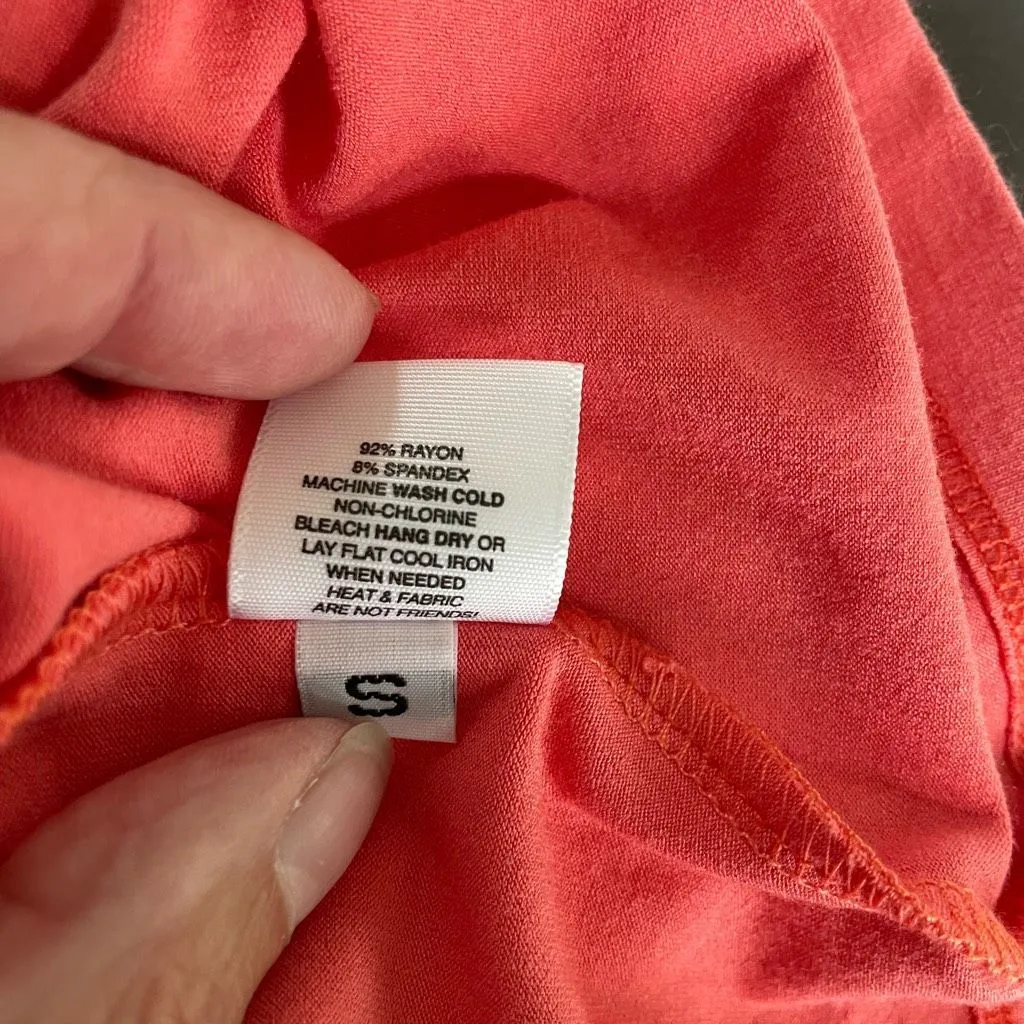 92% RAYON
8% SPANDEX
MACHINE WASH COLD
NON-CHLORINE
BLEACH HANG DRY OR
LAY FLAT COOL IRON
WHEN NEEDED
HEAT & FABRIC
ARE NOT FRIENDS!
S